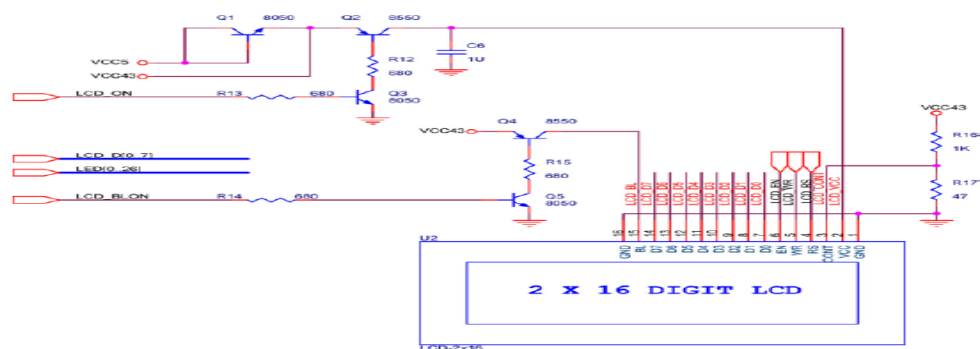 Q1 8050 Q2 8550
VCC5
VCC43
C6
1U
R12
680
LCD_ON R13 680 Q3
8050
Q4 8550
VCC43
VCC43
R16
1K
LCD_D[0..7]
LED[0..26]
R15
680
LCD_BLON R14 680 Q5
8050
R17
47
LCD_BL LCD_D7 LCD_D6 LCD_D5 LCD_D4 LCD_D3 LCD_D2 LCD_D1 LCD_D0 LCD_EN LCD_WR LCD_RS LCD_CONT LCD_VCC
16 15 14 13 12 11 10 9 8 7 6 5 4 3 2 1
U2
GND BL D7 D6 D5 D4 D3 D2 D1 D0 EN WR RS CONT VCC GND
2 X 16 DIGIT LCD
LCD-2x16